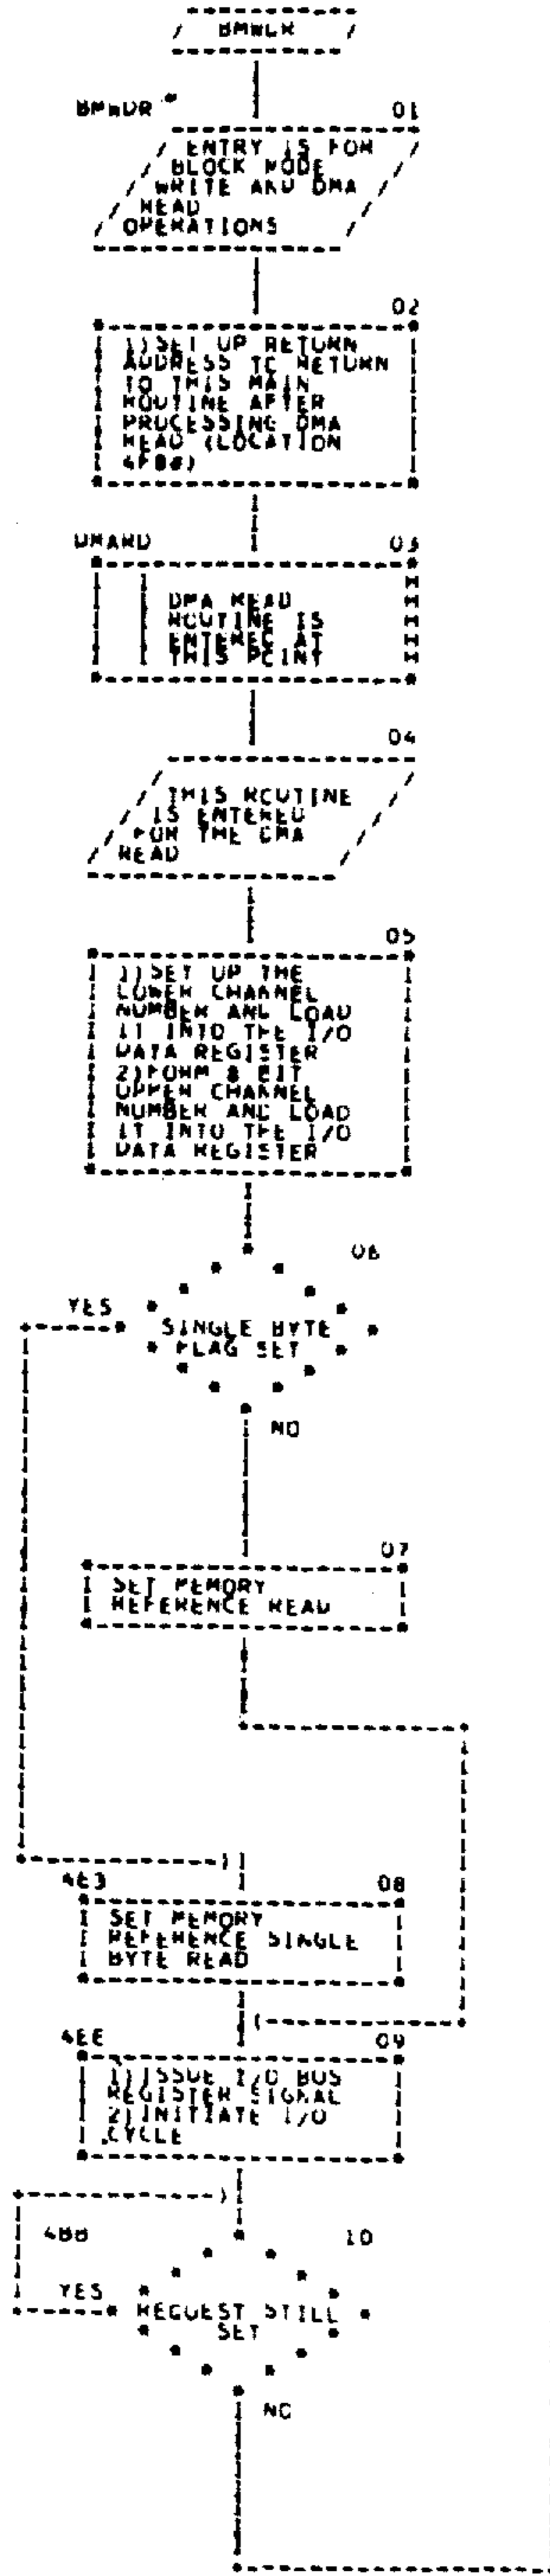 BMWDR
BMWDR
01
ENTRY IS FOR
BLOCK MODE
WRITE AND DMA
READ
OPERATIONS
02
1)SET UP RETURN
ADDRESS TO RETURN
TO THIS MAIN
ROUTINE AFTER
PROCESSING DMA
READ (LOCATION
DMARD
03
DMA READ
ROUTINE IS
ENTERED AT
THIS POINT
04
THIS ROUTINE
IS ENTERED
FOR THE DMA
READ
05
1)SET UP THE
LOWER CHANNEL
NUMBER AND LOAD
IT INTO THE I/O
DATA REGISTER
2)FORM 8 BIT
UPPER CHANNEL
NUMBER AND LOAD
IT INTO THE I/O
DATA REGISTER
06
YES
SINGLE BYTE
FLAG SET
NO
07
SET MEMORY
REFERENCE READ
4E3
08
SET MEMORY
REFERENCE SINGLE
BYTE READ
4EE
09
1)ISSUE I/O BUS
REGISTER SIGNAL
2)INITIATE I/O
CYCLE
4BB
10
YES
REQUEST STILL
SET
NO